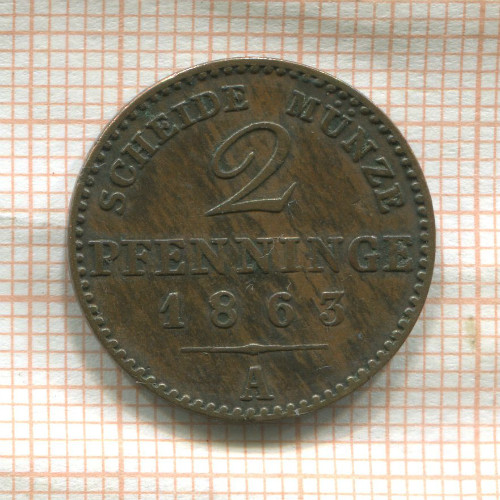 SCHEIDE MÜNZE
2
PFENNINGE
1863
A